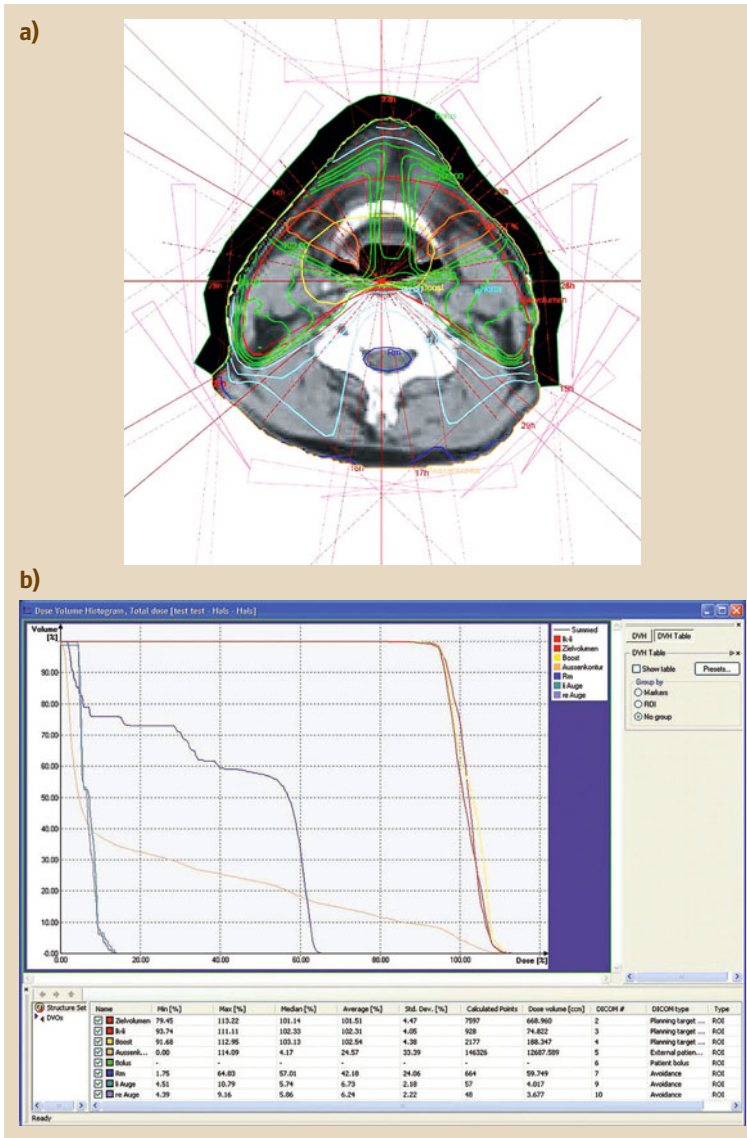 a)
b)
Dose Volume Histogram, Total dose [test test - Hals - Hals]
Volume
[%]
Summed
lk-li
Zielvolumen
Boost
Aussenkontur
Rm
li Auge
re Auge
100.00
90.00
80.00
70.00
60.00
50.00
40.00
30.00
20.00
10.00
0.00
0.00 20.00 40.00 60.00 80.00 100.00 Dose [%]
DVH DVH Table
DVH Table
Show table Presets...
Group by
Markers
ROI
No group
Structure Set
DVOs
Name Min [%] Max [%] Median [%] Average [%] Std. Dev. [%] Calculated Points Dose volume [ccm] DICOM # DICOM type Type
Zielvolumen 79.45 113.22 101.14 101.51 4.47 7597 668.960 2 Planning target ... ROI
lk-li 93.74 111.11 102.33 102.31 4.05 928 74.822 3 Planning target ... ROI
Boost 91.68 112.95 103.13 102.54 4.38 2177 188.347 4 Planning target ... ROI
Aussenk... 0.00 114.09 4.17 24.57 33.39 146326 12687.589 5 External patien... ROI
Bolus - - - - - - - 6 Patient bolus ROI
Rm 1.75 64.83 57.01 42.18 24.06 664 59.749 7 Avoidance ROI
li Auge 4.51 10.79 5.74 6.73 2.18 57 4.017 9 Avoidance ROI
re Auge 4.39 9.16 5.86 6.24 2.22 48 3.677 10 Avoidance ROI
Ready